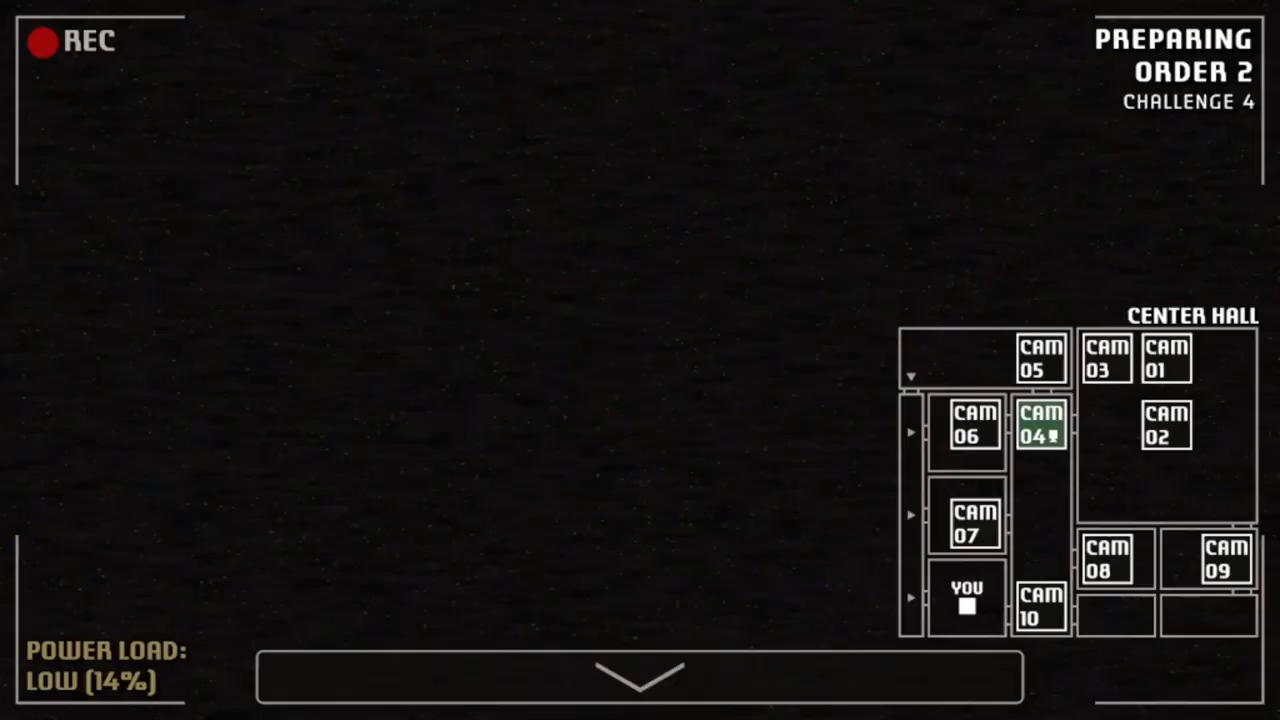 REC
PREPARING
ORDER 2
CHALLENGE 4
CENTER HALL
CAM
05
CAM
03
CAM
01
CAM
06
CAM
04
CAM
02
CAM
07
CAM
08
CAM
09
YOU
CAM
10
POWER LOAD:
LOW (14%)